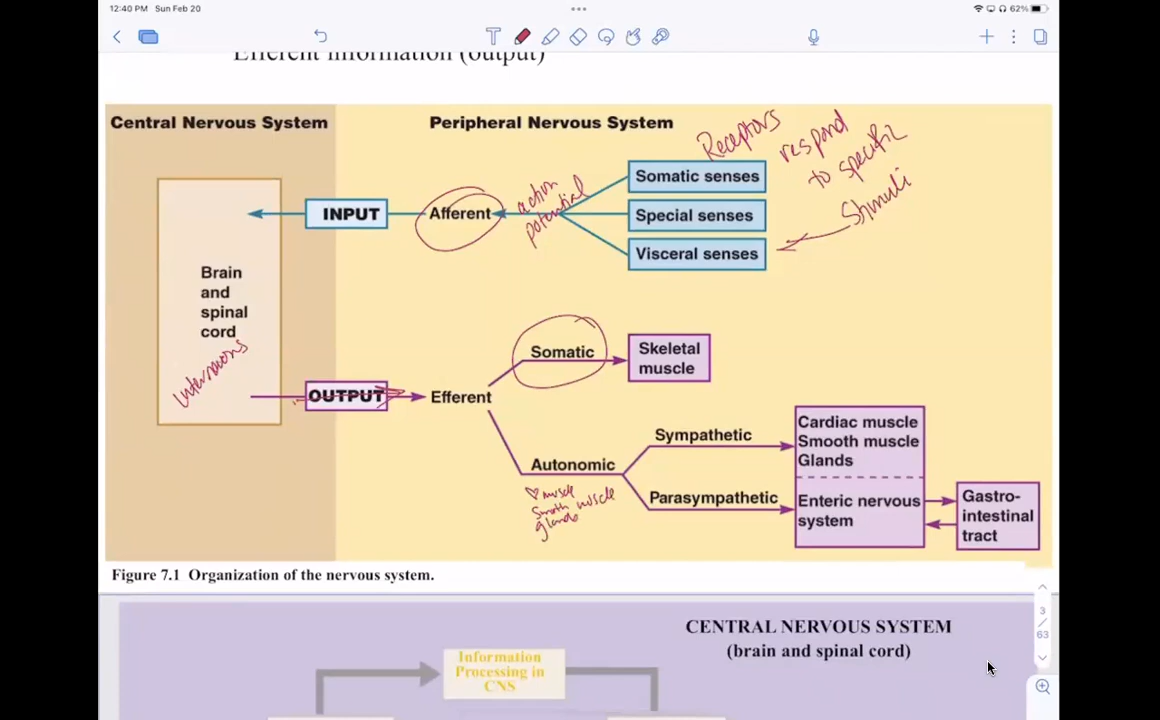 12:40 PM Sun Feb 20
62%
Efferent information (output)
Central Nervous System
Peripheral Nervous System
Receptors
respond
to specific
stimuli
Somatic senses
Special senses
Visceral senses
action
potential
Afferent
INPUT
Brain
and
spinal
cord
Interneurons
OUTPUT
Efferent
Somatic
Skeletal
muscle
Autonomic
muscle
Smooth muscle
glands
Sympathetic
Parasympathetic
Cardiac muscle
Smooth muscle
Glands
Enteric nervous
system
Gastro-
intestinal
tract
Figure 7.1 Organization of the nervous system.
3
/
63
CENTRAL NERVOUS SYSTEM
(brain and spinal cord)
Information
Processing in
CNS